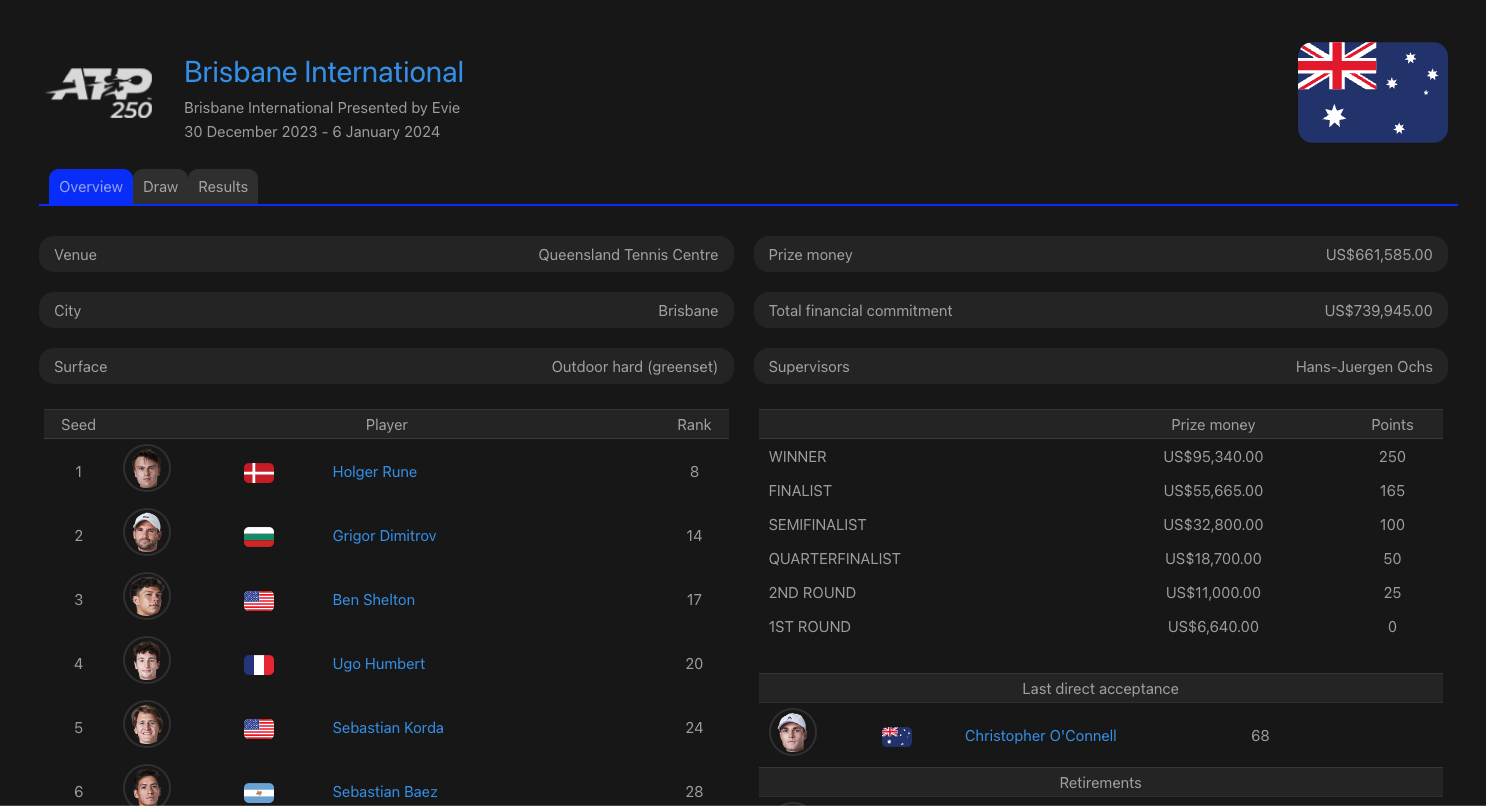 ATP
250
Brisbane International
Brisbane International Presented by Evie
30 December 2023 - 6 January 2024
Overview Draw Results
Venue Queensland Tennis Centre
Prize money US$661,585.00
City Brisbane
Total financial commitment US$739,945.00
Surface Outdoor hard (greenset)
Supervisors Hans-Juergen Ochs
Seed Player Rank
1 Holger Rune 8
2 Grigor Dimitrov 14
3 Ben Shelton 17
4 Ugo Humbert 20
5 Sebastian Korda 24
6 Sebastian Baez 28
Prize money Points
WINNER US$95,340.00 250
FINALIST US$55,665.00 165
SEMIFINALIST US$32,800.00 100
QUARTERFINALIST US$18,700.00 50
2ND ROUND US$11,000.00 25
1ST ROUND US$6,640.00 0
Last direct acceptance
Christopher O'Connell 68
Retirements